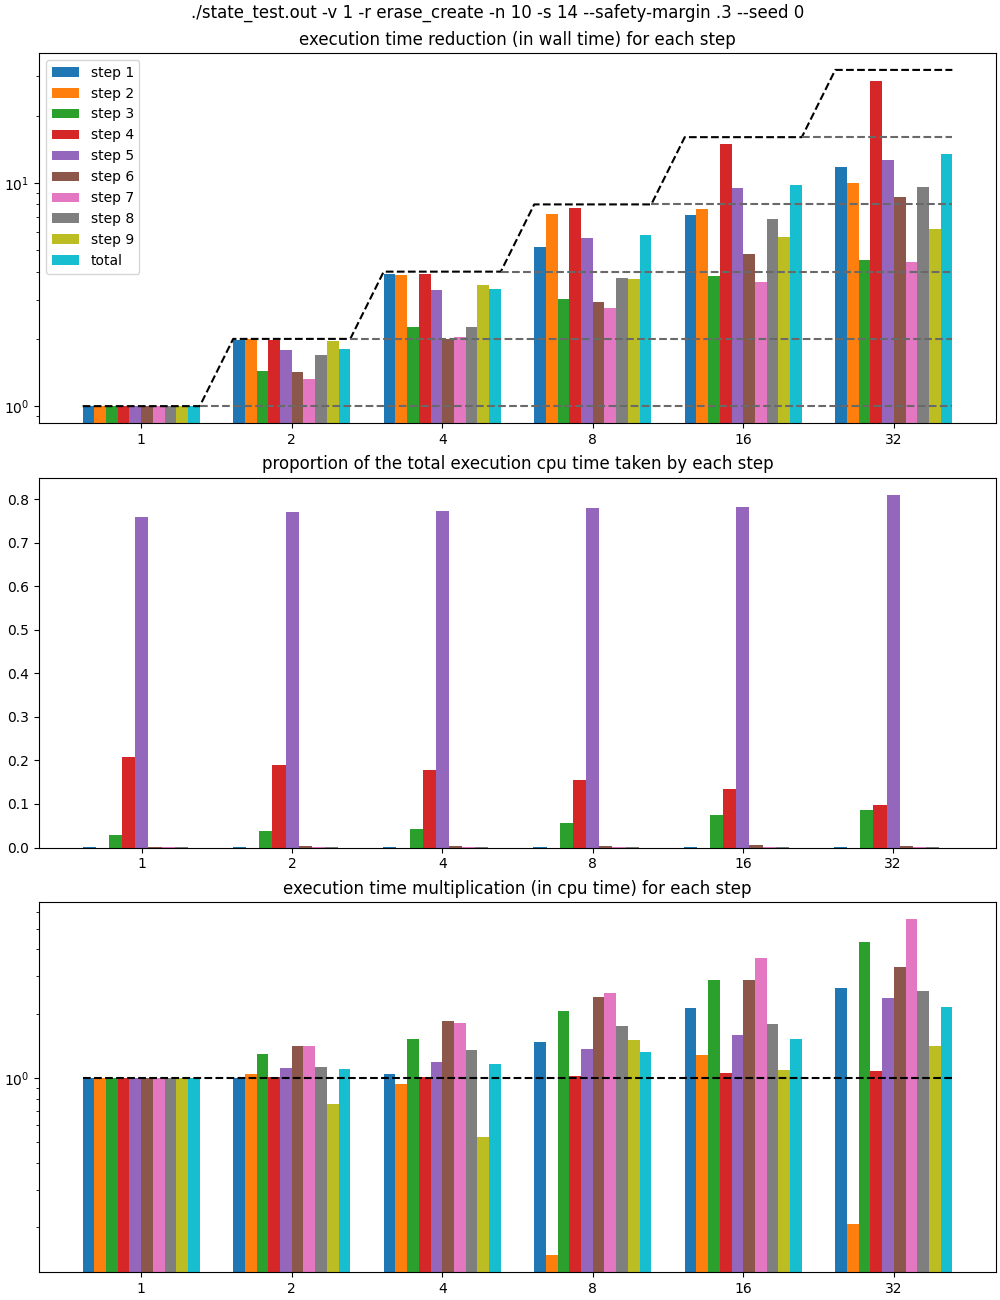 ./state_test.out -v 1 -r erase_create -n 10 -s 14 --safety-margin .3 --seed 0
execution time reduction (in wall time) for each step
step 1
step 2
step 3
step 4
step 5
step 6
step 7
step 8
step 9
total
10¹
10⁰
1 2 4 8 16 32
proportion of the total execution cpu time taken by each step
0.8
0.7
0.6
0.5
0.4
0.3
0.2
0.1
0.0
1 2 4 8 16 32
execution time multiplication (in cpu time) for each step
10⁰
1 2 4 8 16 32